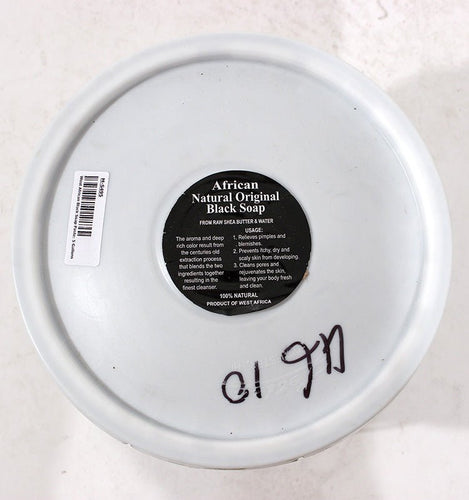 African
Natural Original
Black Soap
FROM RAW SHEA BUTTER & WATER
The aroma and deep
rich color result from
the centuries old
extraction process
that blends the two
ingredients together
resulting in the
finest cleanser.
USAGE:
1. Relieves pimples and
blemishes.
2. Prevents itchy, dry and
scaly skin from developing.
3. Cleans pores and
rejuvenates the skin,
leaving your body fresh
and clean.
100% NATURAL
PRODUCT OF WEST AFRICA